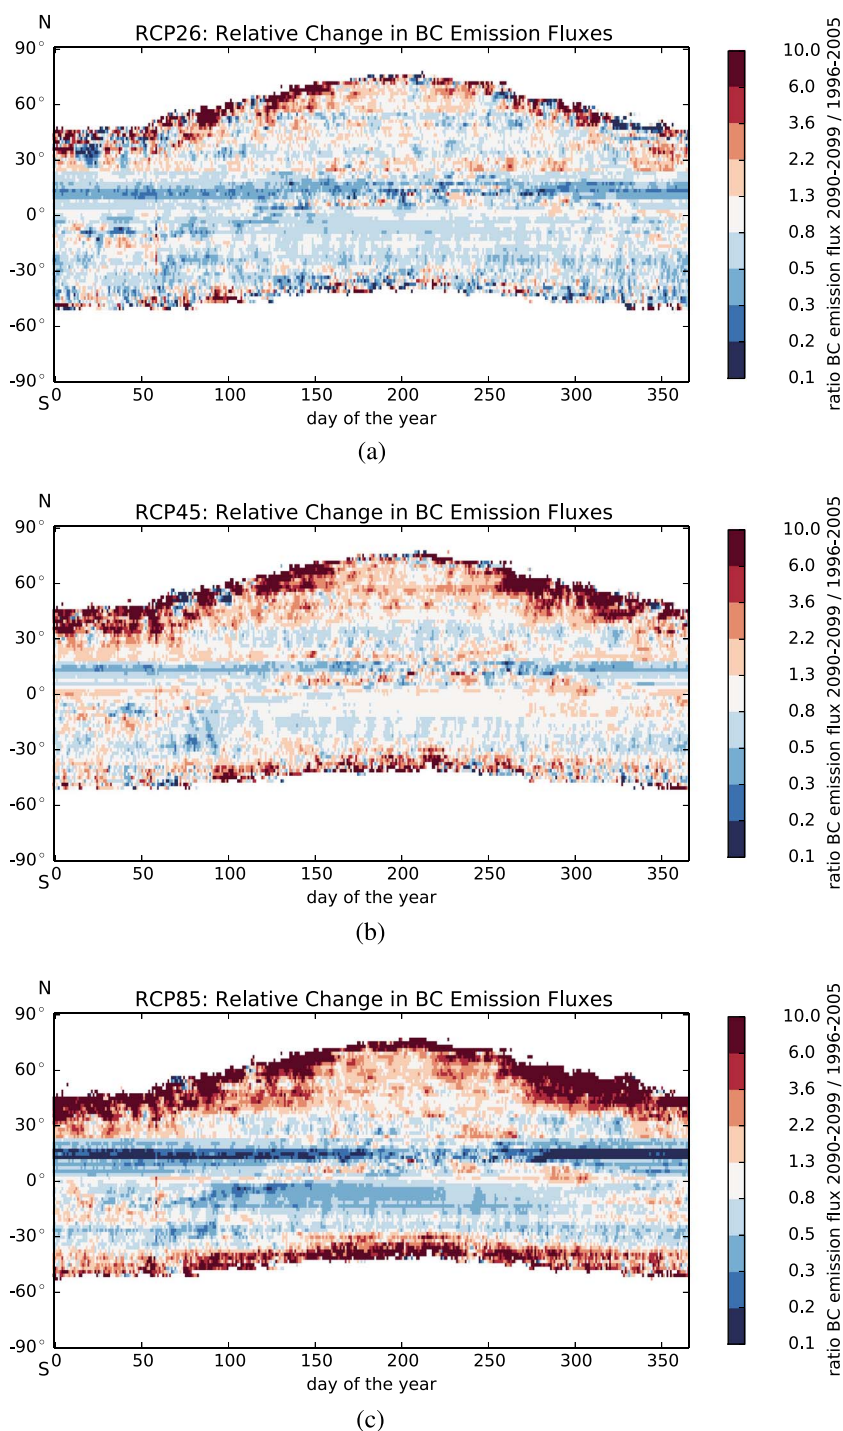 N
RCP26: Relative Change in BC Emission Fluxes
90°
60°
30°
0°
-30°
-60°
-90°
S
0 50 100 150 200 250 300 350
day of the year
10.0
6.0
3.6
2.2
1.3
0.8
0.5
0.3
0.2
0.1
ratio BC emission flux 2090-2099 / 1996-2005
(a)
N
RCP45: Relative Change in BC Emission Fluxes
90°
60°
30°
0°
-30°
-60°
-90°
S
0 50 100 150 200 250 300 350
day of the year
10.0
6.0
3.6
2.2
1.3
0.8
0.5
0.3
0.2
0.1
ratio BC emission flux 2090-2099 / 1996-2005
(b)
N
RCP85: Relative Change in BC Emission Fluxes
90°
60°
30°
0°
-30°
-60°
-90°
S
0 50 100 150 200 250 300 350
day of the year
10.0
6.0
3.6
2.2
1.3
0.8
0.5
0.3
0.2
0.1
ratio BC emission flux 2090-2099 / 1996-2005
(c)